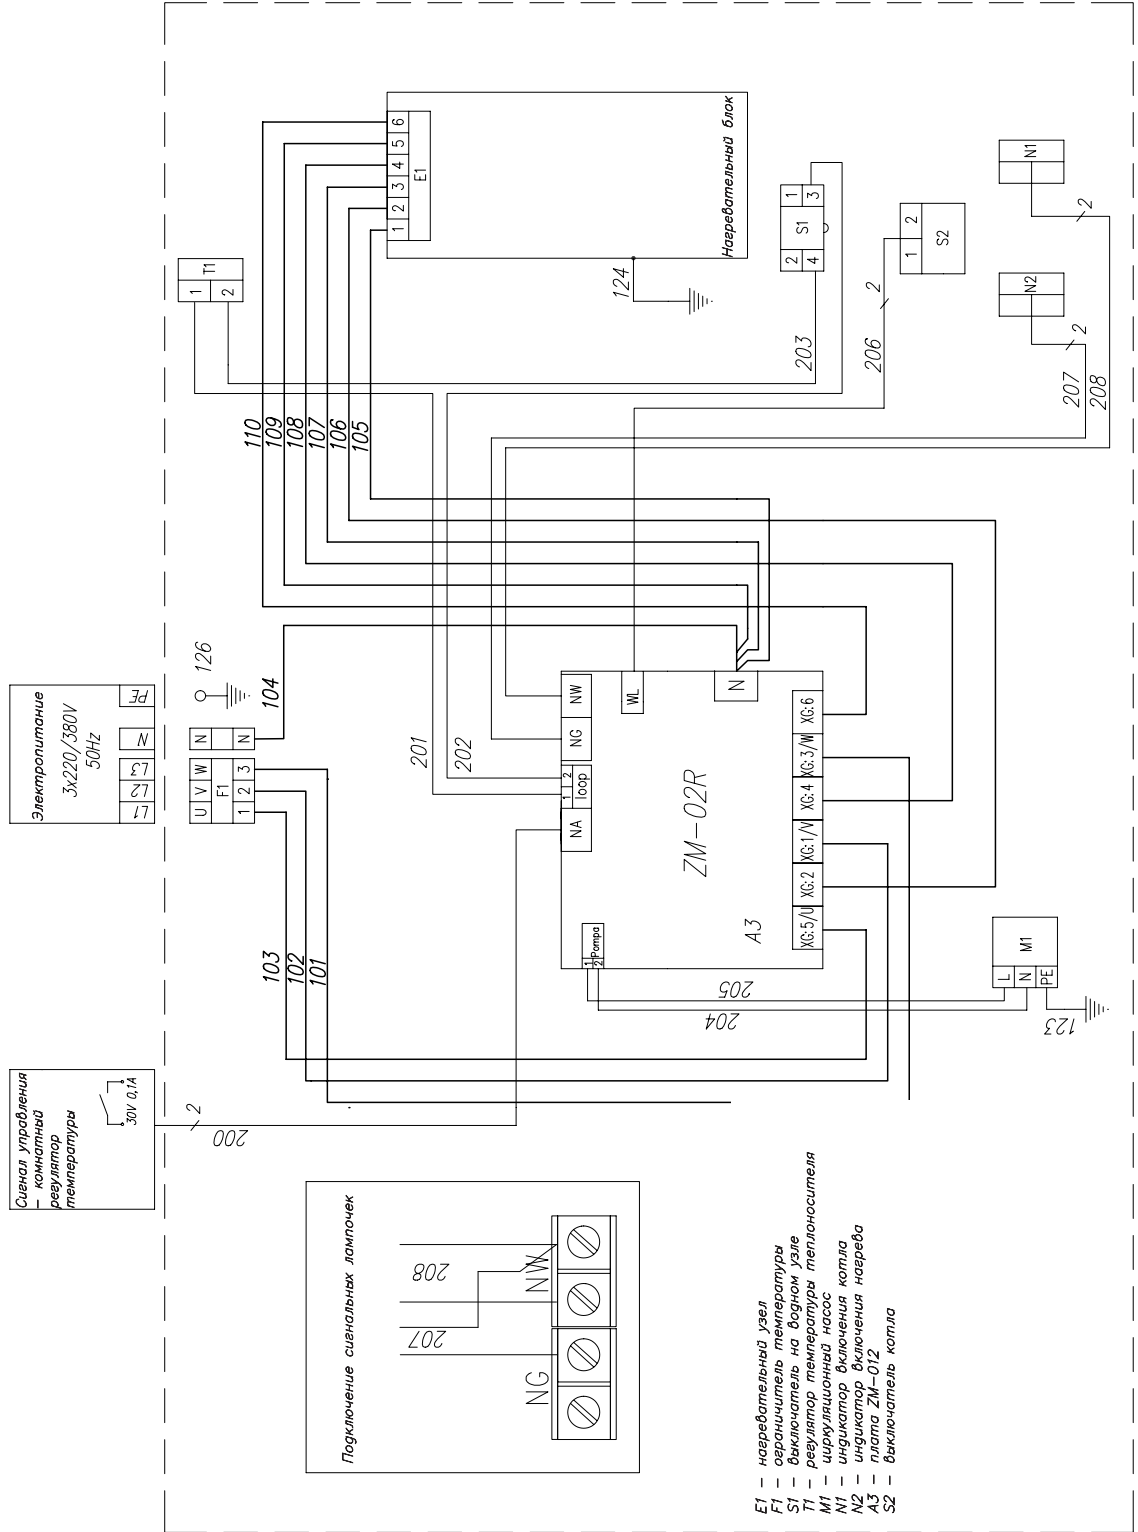 Электропитание
3x220/380V
50Hz
L1
L2
L3
N
PE
U
V
W
N
F1
1
2
3
N
126
104
103
102
101
Сигнал управления
– комнатный
регулятор
температуры
30V 0,1A
2
200
T1
1
2
110
109
108
107
106
105
1
2
3
4
5
6
E1
Нагревательный блок
124
2
1
S1
4
3
203
1
2
S2
2
206
N1
2
N2
2
207
208
201
202
NA
1
2
loop
NG
NW
WL
N
ZM-02R
A3
1
2
Pompa
XG:5/U
XG:2
XG:1/V
XG:4
XG:3/W
XG:6
205
204
M1
L
N
PE
123
Подключение сигнальных лампочек
207
208
NG
NW
E1 – нагревательный узел
F1 – ограничитель температуры
S1 – выключатель на водном узле
T1 – регулятор температуры теплоносителя
M1 – циркуляционный насос
N1 – индикатор включения котла
N2 – индикатор включения нагрева
A3 – плата ZM-012
S2 – выключатель котла